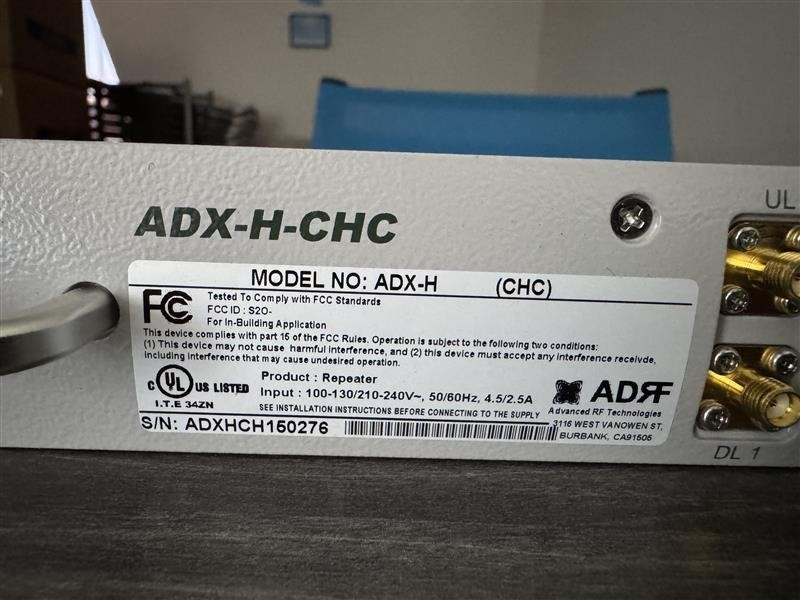 ADX-H-CHC
UL
MODEL NO: ADX-H (CHC)
FC
Tested To Comply with FCC Standards
FCC ID : S2O-
For In-Building Application
This device complies with part 15 of the FCC Rules. Operation is subject to the following two conditions:
(1) This device may not cause harmful interference, and (2) this device must accept any interference receivde,
including interference that may cause undesired operation.
C UL US LISTED
I.T.E 34ZN
Product : Repeater
Input : 100-130/210-240V~, 50/60Hz, 4.5/2.5A
SEE INSTALLATION INSTRUCTIONS BEFORE CONNECTING TO THE SUPPLY
ADRF
Advanced RF Technologies
3116 WEST VANOWEN ST,
BURBANK, CA91505
S/N: ADXHCH150276
DL 1